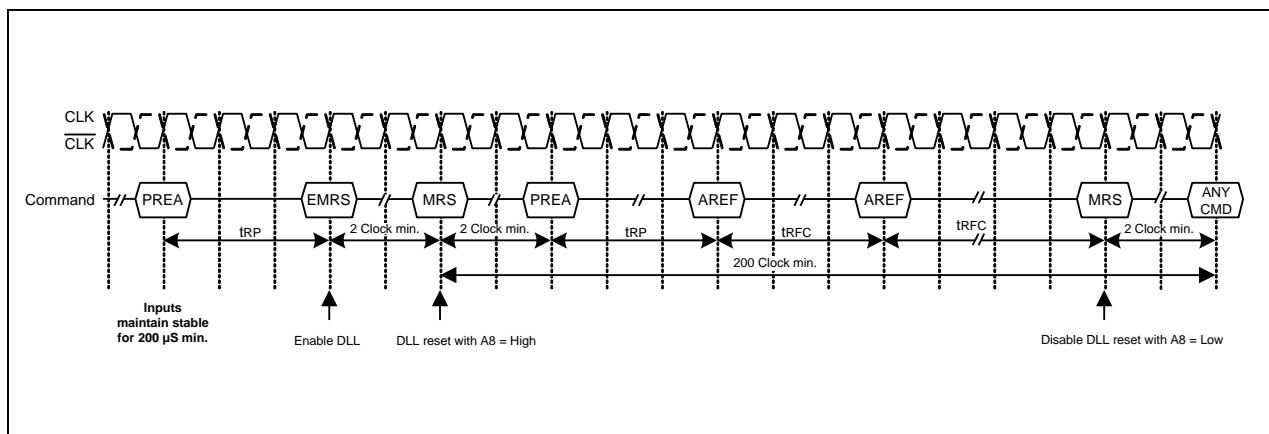 CLK
CLK
Command
PREA
EMRS
MRS
PREA
AREF
AREF
MRS
ANY
CMD
tRP
2 Clock min.
2 Clock min.
tRP
tRFC
tRFC
2 Clock min.
200 Clock min.
Inputs
maintain stable
for 200 µS min.
Enable DLL
DLL reset with A8 = High
Disable DLL reset with A8 = Low